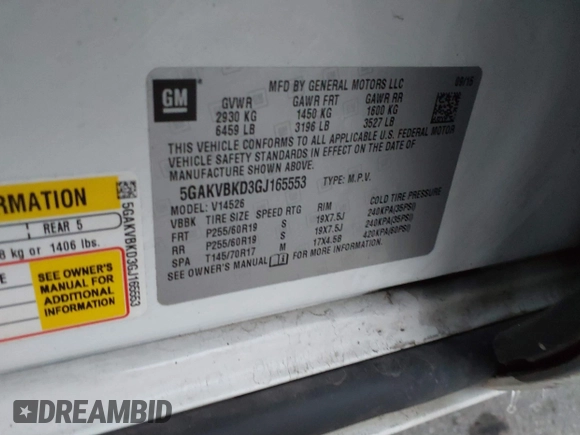 GM
MFD BY GENERAL MOTORS LLC
GVWR GAWR FRT GAWR RR
2930 KG 1450 KG 1600 KG
6459 LB 3196 LB 3527 LB
THIS VEHICLE CONFORMS TO ALL APPLICABLE U.S. FEDERAL MOTOR
VEHICLE SAFETY STANDARDS IN EFFECT ON THE DATE OF
MANUFACTURE SHOWN ABOVE.
5GAKVBKD3GJ165553 TYPE: M.P.V.
MODEL: V14526
VBBK TIRE SIZE SPEED RTG RIM COLD TIRE PRESSURE
FRT P255/60R19 S 19X7.5J 240KPA(35PSI)
RR P255/60R19 S 19X7.5J 240KPA(35PSI)
SPA T145/70R17 M 17X4.5B 420KPA(60PSI)
SEE OWNER'S MANUAL FOR MORE INFORMATION.
RMATION
REAR 5
8 kg or 1406 lbs.
SEE OWNER'S
MANUAL FOR
ADDITIONAL
INFORMATION
5GAKVBKD3GJ165553
DREAMBID